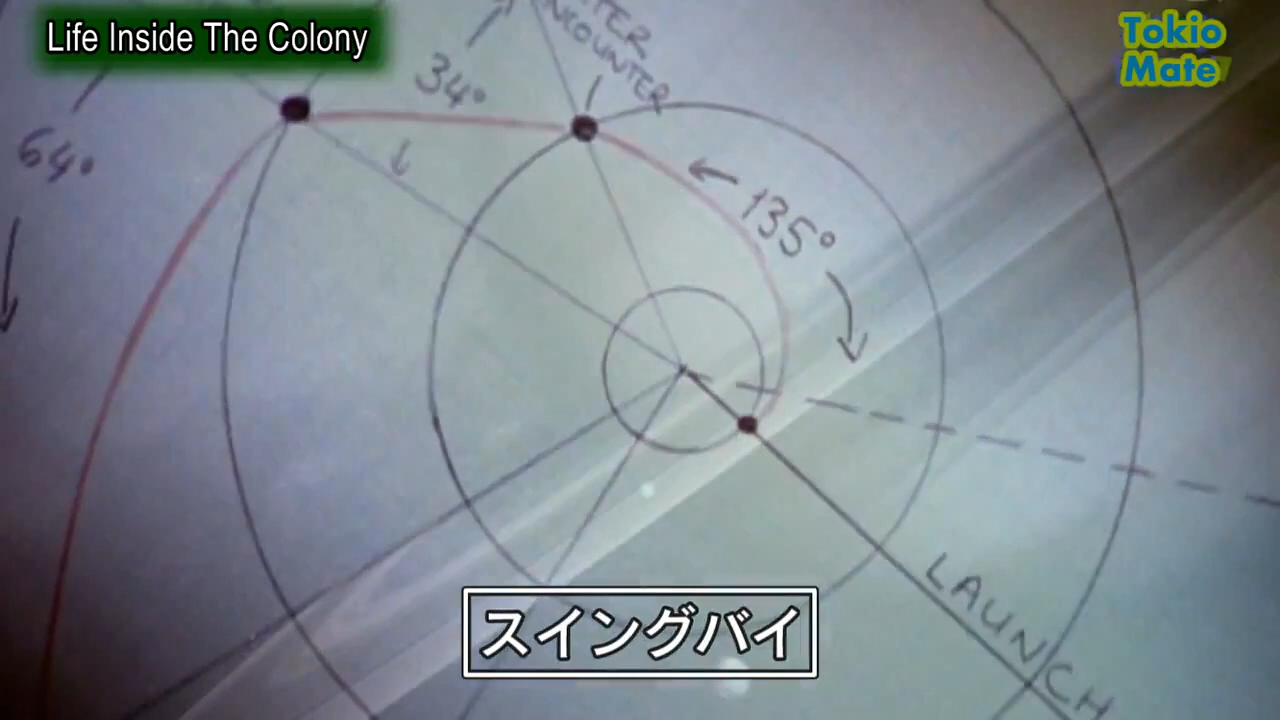 Life Inside The Colony
Tokio
Mate
34°
ENCOUNTER
64°
135°
スイングバイ
LAUNCH